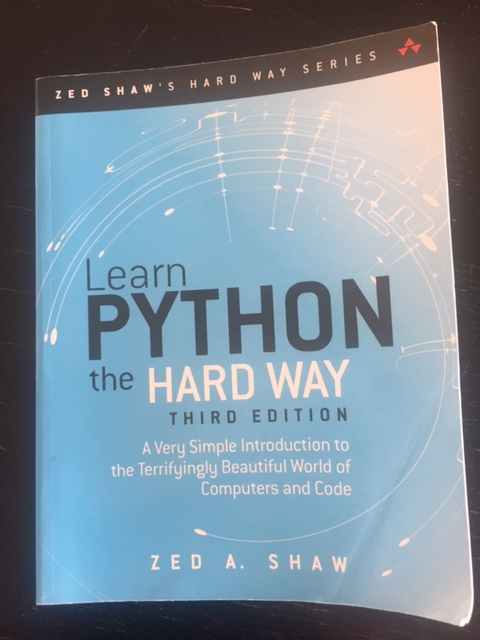 ZED SHAW'S HARD WAY SERIES
Learn
PYTHON
the HARD WAY
THIRD EDITION
A Very Simple Introduction to
the Terrifyingly Beautiful World of
Computers and Code
ZED A. SHAW